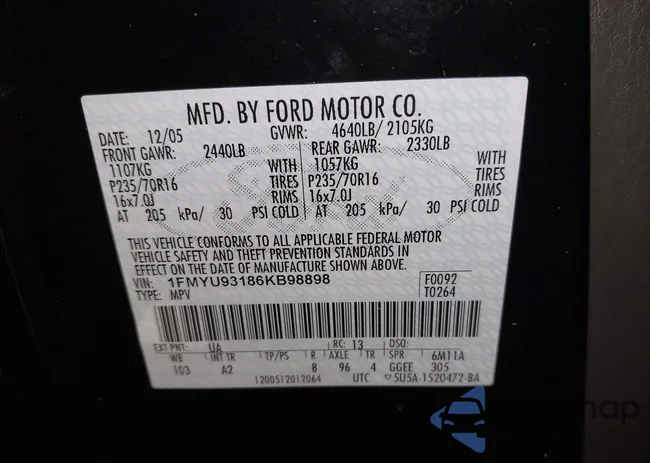 MFD. BY FORD MOTOR CO.
DATE: 12/05 GVWR: 4640LB/ 2105KG
FRONT GAWR: 2440LB REAR GAWR: 2330LB
1107KG WITH 1057KG WITH
P235/70R16 TIRES P235/70R16 TIRES
16x7.0J RIMS 16x7.0J RIMS
AT 205 kPa/ 30 PSI COLD AT 205 kPa/ 30 PSI COLD
THIS VEHICLE CONFORMS TO ALL APPLICABLE FEDERAL MOTOR
VEHICLE SAFETY AND THEFT PREVENTION STANDARDS IN
EFFECT ON THE DATE OF MANUFACTURE SHOWN ABOVE.
VIN: 1FMYU93186KB98898 F0092
TYPE: MPV T0264
EXT PNT: UA RC: 13 DSO:
WB INT TR TP/PS R AXLE TR SPR 6M11A
103 A2 8 96 4 GGEE 305
1200512012064 UTC 5U5A-1520472-BA